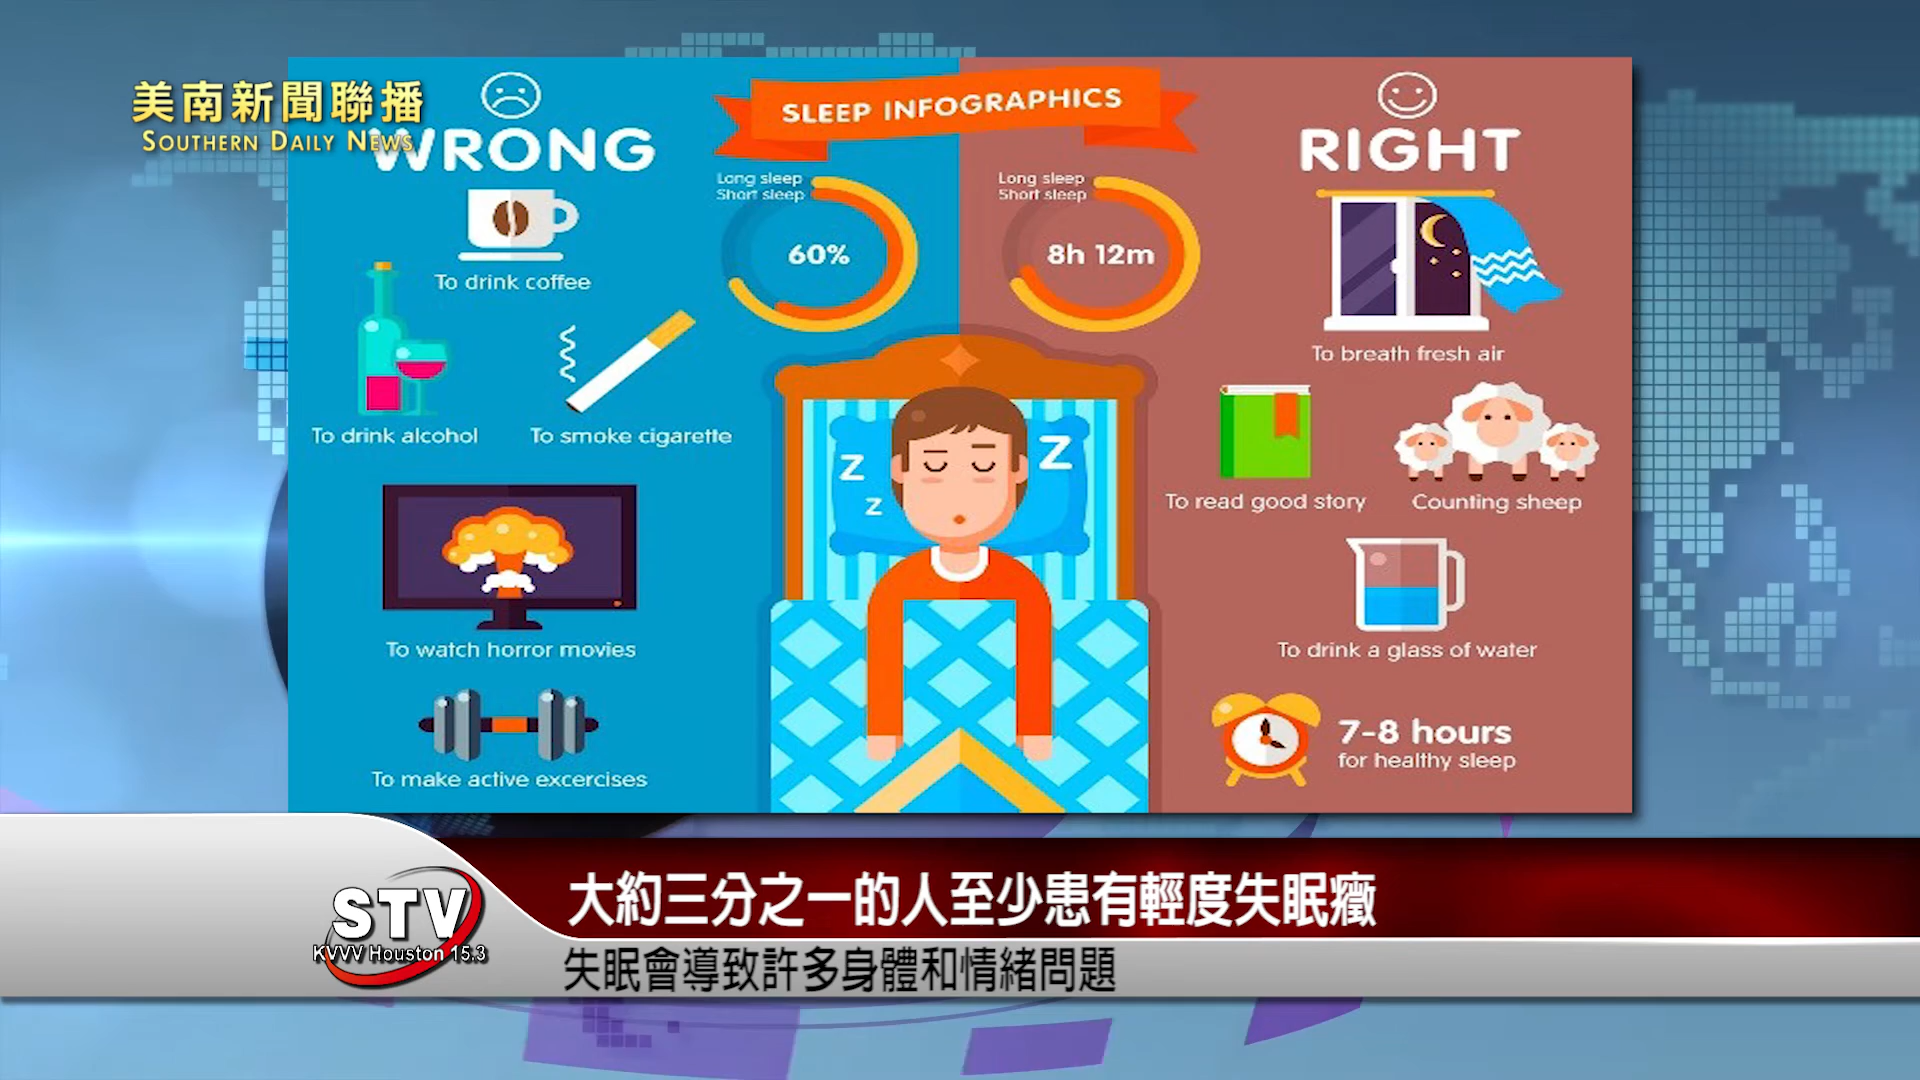 美南新聞聯播
SOUTHERN DAILY NEWS
SLEEP INFOGRAPHICS
WRONG
RIGHT
Long sleep
Short sleep
60%
Long sleep
Short sleep
8h 12m
To drink coffee
To drink alcohol
To smoke cigarette
To watch horror movies
To make active excercises
Z
z
Z
To breath fresh air
To read good story
Counting sheep
To drink a glass of water
7-8 hours
for healthy sleep
大約三分之一的人至少患有輕度失眠癥
失眠會導致許多身體和情緒問題
STV
KVVV Houston 15.3